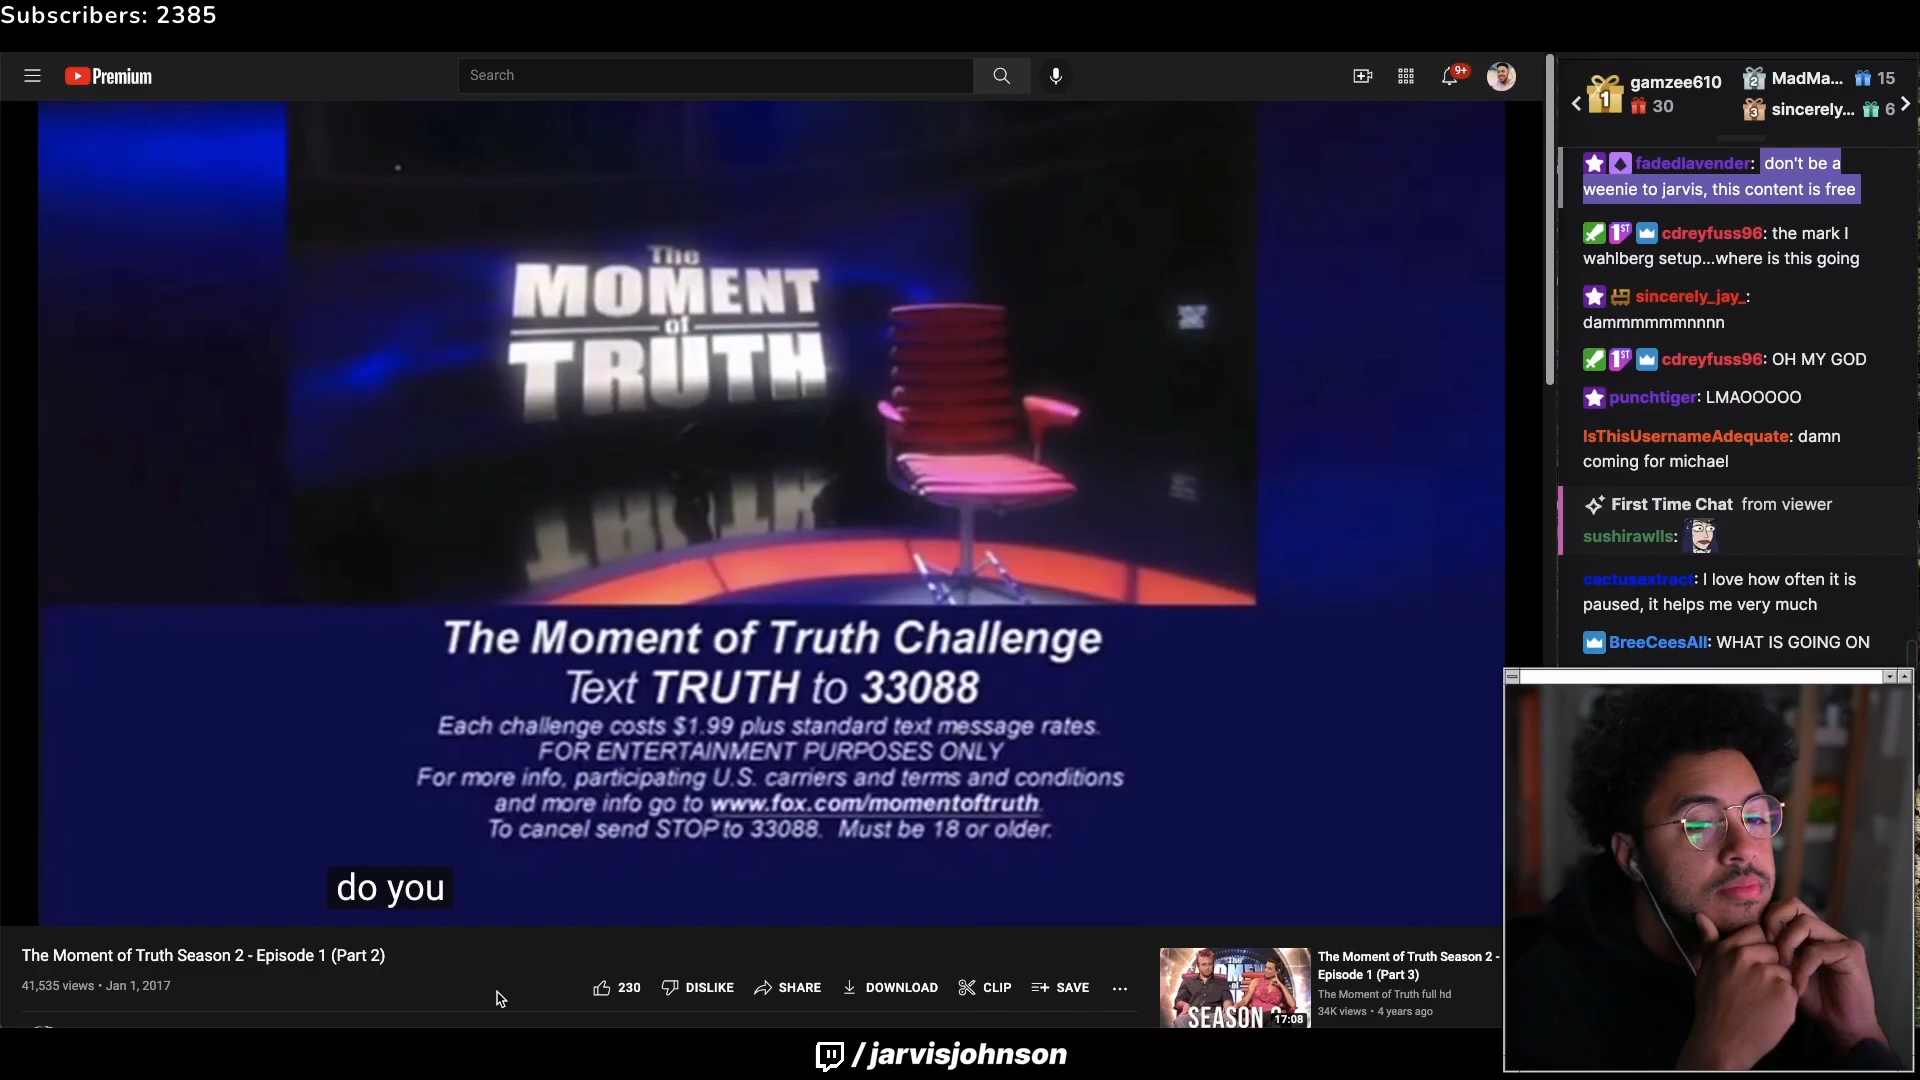 Subscribers: 2385
Premium
Search
9+
The
MOMENT
of
TRUTH
The Moment of Truth Challenge
Text TRUTH to 33088
Each challenge costs $1.99 plus standard text message rates.
FOR ENTERTAINMENT PURPOSES ONLY
For more info, participating U.S. carriers and terms and conditions
and more info go to www.fox.com/momentoftruth.
To cancel send STOP to 33088. Must be 18 or older.
do you
The Moment of Truth Season 2 - Episode 1 (Part 2)
41,535 views • Jan 1, 2017
230 DISLIKE SHARE DOWNLOAD CLIP SAVE
SEASON
17:08
The Moment of Truth Season 2 -
Episode 1 (Part 3)
The Moment of Truth full hd
34K views • 4 years ago
1 gamzee610
30
2 MadMa... 15
3 sincerely... 6
fadedlavender: don't be a
weenie to jarvis, this content is free
1ST cdreyfuss96: the mark l
wahlberg setup...where is this going
sincerely_jay_:
dammmmmmnnnn
1ST cdreyfuss96: OH MY GOD
punchtiger: LMAOOOOO
IsThisUsernameAdequate: damn
coming for michael
First Time Chat from viewer
sushirawlls:
cactusextract: I love how often it is
paused, it helps me very much
BreeCeesAll: WHAT IS GOING ON
/jarvisjohnson